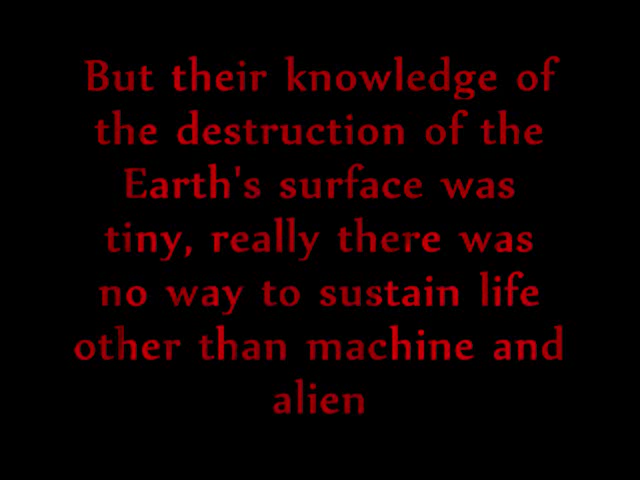 But their knowledge of
the destruction of the
Earth's surface was
tiny, really there was
no way to sustain life
other than machine and
alien